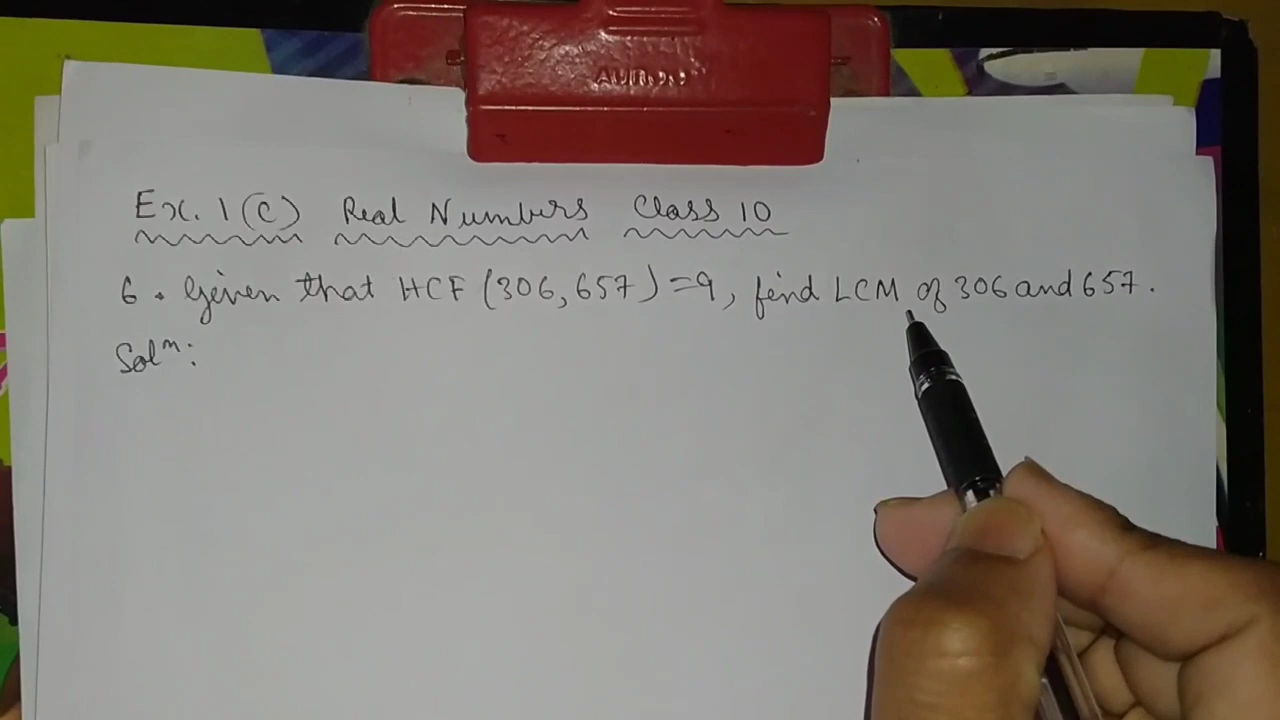 AURON
Ex. 1(C) Real Numbers Class 10
6. Given that HCF (306, 657) = 9, find LCM of 306 and 657.
Solⁿ: